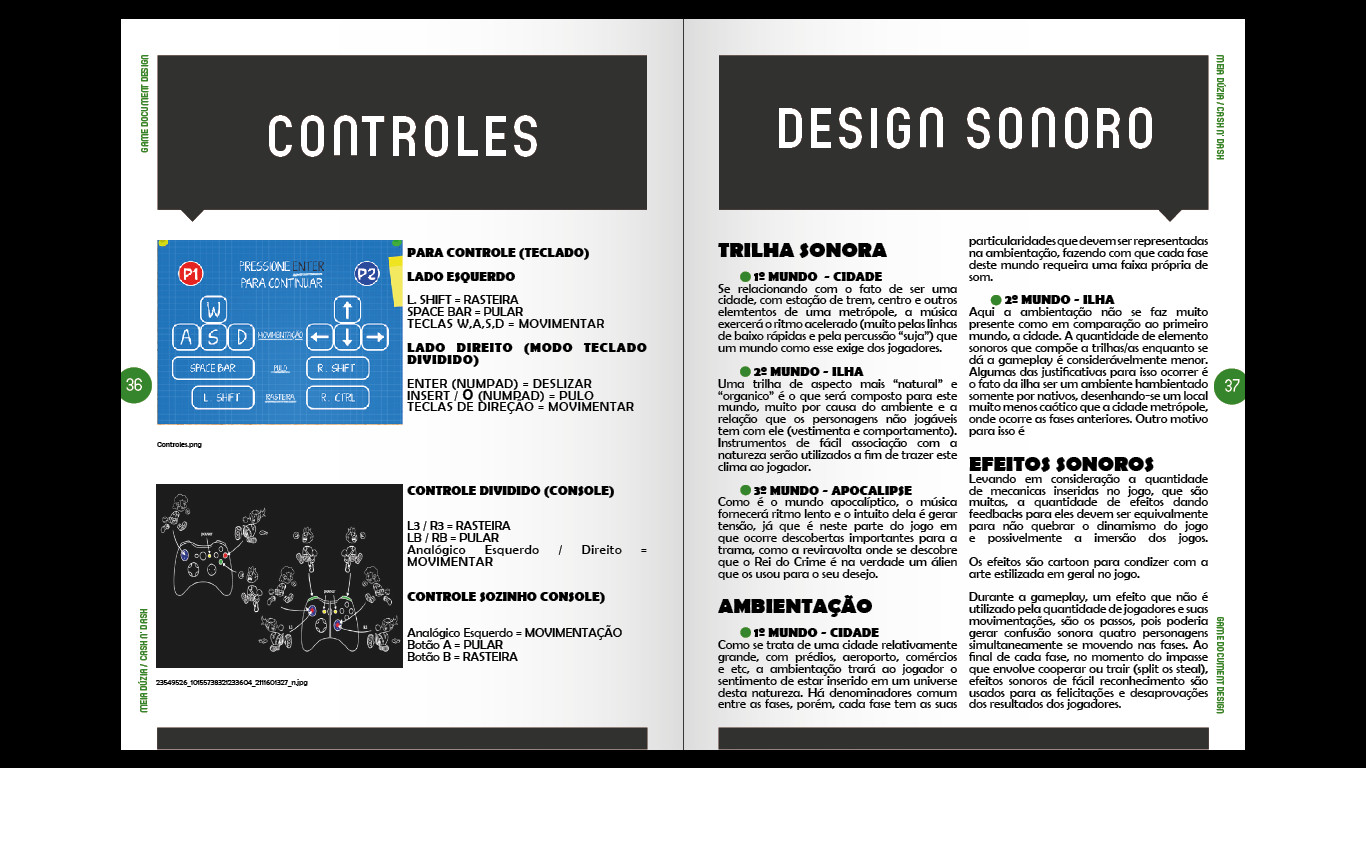 GAME DOCUMENT DESIGN
CONTROLES
P1
PRESSIONE ENTER
PARA CONTINUAR
P2
W
A S D
MOVIMENTAÇÃO
SPACE BAR
PULO
R. SHIFT
L. SHIFT
RASTEIRA
R. CTRL
Controles.png
PARA CONTROLE (TECLADO)
LADO ESQUERDO
L. SHIFT = RASTEIRA
SPACE BAR = PULAR
TECLAS W,A,S,D = MOVIMENTAR
LADO DIREITO (MODO TECLADO
DIVIDIDO)
ENTER (NUMPAD) = DESLIZAR
INSERT / O (NUMPAD) = PULO
TECLAS DE DIREÇÃO = MOVIMENTAR
36
23549526_10155738321233604_2111601327_n.jpg
CONTROLE DIVIDIDO (CONSOLE)
L3 / R3 = RASTEIRA
LB / RB = PULAR
Analógico Esquerdo / Direito =
MOVIMENTAR
CONTROLE SOZINHO CONSOLE)
Analógico Esquerdo = MOVIMENTAÇÃO
Botão A = PULAR
Botão B = RASTEIRA
MEIA DÚZIA / CASH N' DASH
DESIGN SONORO
MEIA DÚZIA / CASH N' DASH
TRILHA SONORA
1º MUNDO - CIDADE
Se relacionando com o fato de ser uma
cidade, com estação de trem, centro e outros
elemtentos de uma metrópole, a música
exercerá o ritmo acelerado (muito pelas linhas
de baixo rápidas e pela percussão “suja”) que
um mundo como esse exige dos jogadores.
2º MUNDO - ILHA
Uma trilha de aspecto mais “natural” e
“organico” é o que será composto para este
mundo, muito por causa do ambiente e a
relação que os personagens não jogáveis
tem com ele (vestimenta e comportamento).
Instrumentos de fácil associação com a
natureza serão utilizados a fim de trazer este
clima ao jogador.
3º MUNDO - APOCALIPSE
Como é o mundo apocalíptico, o música
fornecerá ritmo lento e o intuito dela é gerar
tensão, já que é neste parte do jogo em
que ocorre descobertas importantes para a
trama, como a reviravolta onde se descobre
que o Rei do Crime é na verdade um álien
que os usou para o seu desejo.
AMBIENTAÇÃO
1º MUNDO - CIDADE
Como se trata de uma cidade relativamente
grande, com prédios, aeroporto, comércios
e etc, a ambientação trará ao jogador o
sentimento de estar inserido em um universe
desta natureza. Há denominadores comum
entre as fases, porém, cada fase tem as suas
particularidades que devem ser representadas
na ambientação, fazendo com que cada fase
deste mundo requeira uma faixa própria de
som.
2º MUNDO - ILHA
Aqui a ambientação não se faz muito
presente como em comparação ao primeiro
mundo, a cidade. A quantidade de elemento
sonoros que compõe a trilhas/as enquanto se
dá a gameplay é considerávelmente menor.
Algumas das justificativas para isso ocorrer é
o fato da ilha ser um ambiente hambientado
somente por nativos, desenhando-se um local
muito menos caótico que a cidade metrópole,
onde ocorre as fases anteriores. Outro motivo
para isso é
EFEITOS SONOROS
Levando em consideração a quantidade
de mecanicas inseridas no jogo, que são
muitas, a quantidade de efeitos dando
feedbacks para eles devem ser equivalmente
para não quebrar o dinamismo do jogo
e possivelmente a imersão dos jogos.
Os efeitos são cartoon para condizer com a
arte estilizada em geral no jogo.
Durante a gameplay, um efeito que não é
utilizado pela quantidade de jogadores e suas
movimentações, são os passos, pois poderia
gerar confusão sonora quatro personagens
simultaneamente se movendo nas fases. Ao
final de cada fase, no momento do impasse
que envolve cooperar ou trair (split os steal),
efeitos sonoros de fácil reconhecimento são
usados para as felicitações e desaprovações
dos resultados dos jogadores.
37
GAME DOCUMENT DESIGN